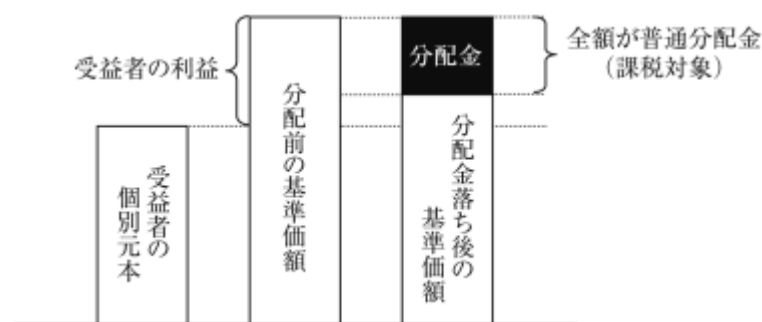 受益者の利益
分配金
全額が普通分配金
（課税対象）
受益者の
個別元本
分配前の基準価額
分配金落ち後の
基準価額